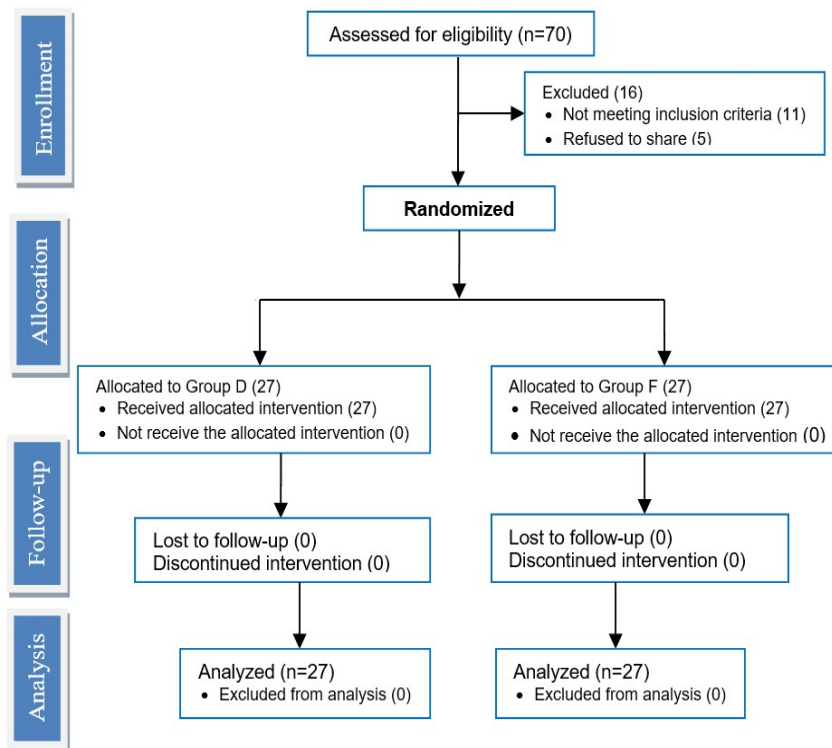 Enrollment
Assessed for eligibility (n=70)
Excluded (16)
• Not meeting inclusion criteria (11)
• Refused to share (5)
Randomized
Allocation
Allocated to Group D (27)
• Received allocated intervention (27)
• Not receive the allocated intervention (0)
Allocated to Group F (27)
• Received allocated intervention (27)
• Not receive the allocated intervention (0)
Follow-up
Lost to follow-up (0)
Discontinued intervention (0)
Lost to follow-up (0)
Discontinued intervention (0)
Analysis
Analyzed (n=27)
• Excluded from analysis (0)
Analyzed (n=27)
• Excluded from analysis (0)